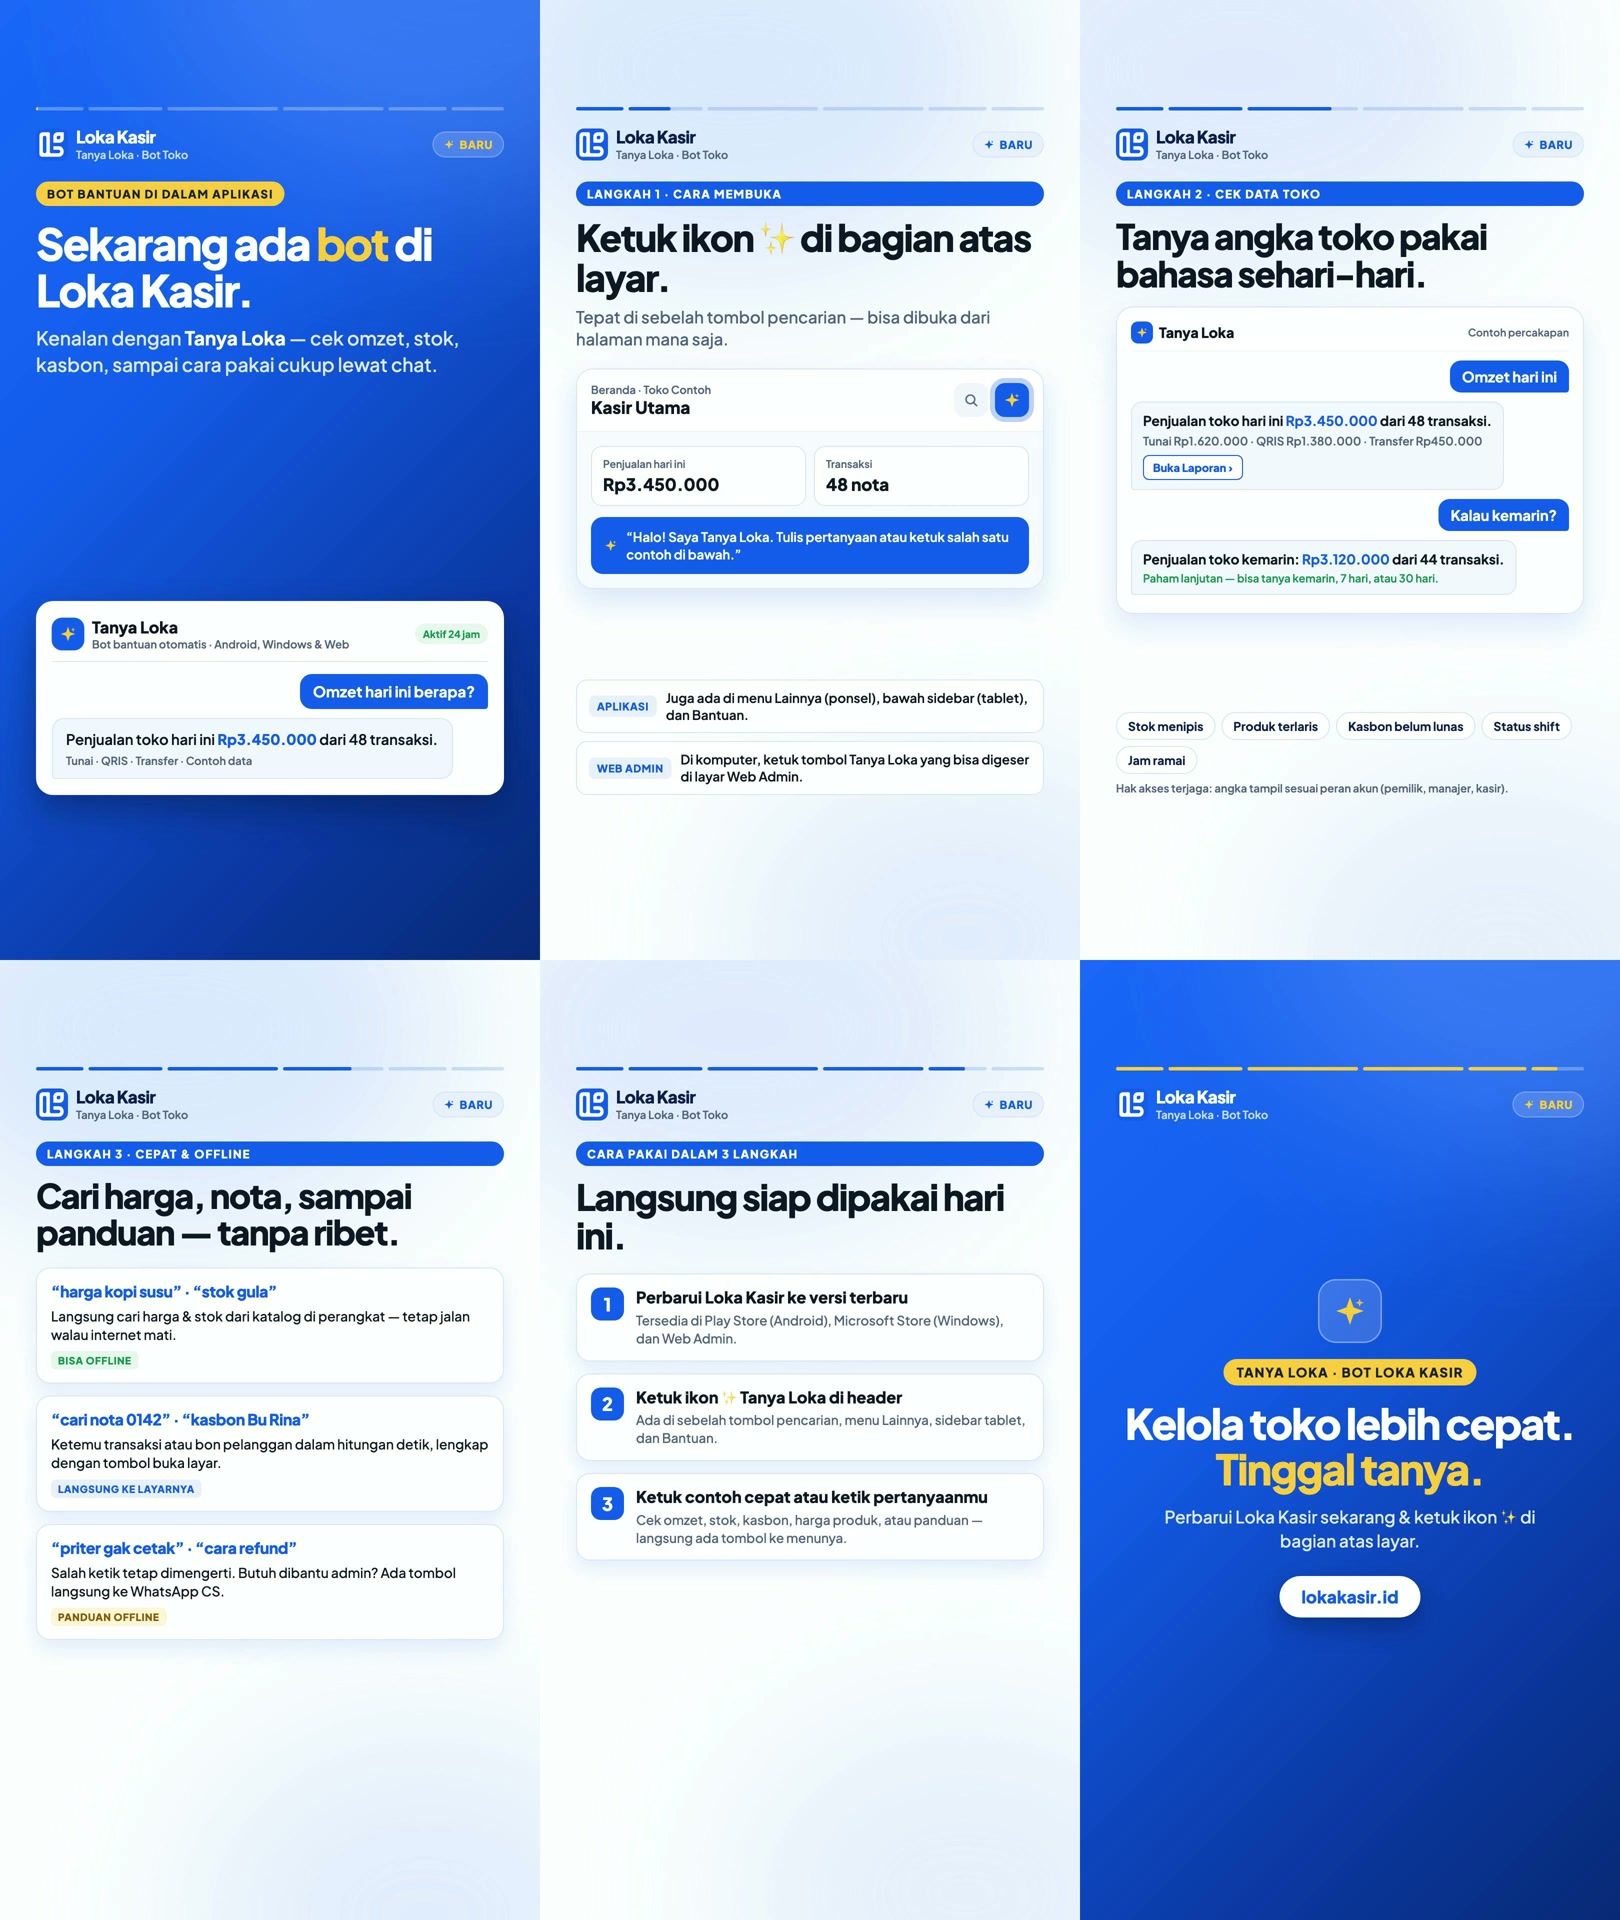 Loka Kasir
Tanya Loka · Bot Toko
BARU
BOT BANTUAN DI DALAM APLIKASI
Sekarang ada bot di
Loka Kasir.
Kenalan dengan Tanya Loka — cek omzet, stok,
kasbon, sampai cara pakai cukup lewat chat.
Tanya Loka
Bot bantuan otomatis · Android, Windows & Web
Aktif 24 jam
Omzet hari ini berapa?
Penjualan toko hari ini Rp3.450.000 dari 48 transaksi.
Tunai · QRIS · Transfer · Contoh data
Loka Kasir
Tanya Loka · Bot Toko
BARU
LANGKAH 1 · CARA MEMBUKA
Ketuk ikon ✨ di bagian atas
layar.
Tepat di sebelah tombol pencarian — bisa dibuka dari
halaman mana saja.
Beranda · Toko Contoh
Kasir Utama
Penjualan hari ini
Rp3.450.000
Transaksi
48 nota
“Halo! Saya Tanya Loka. Tulis pertanyaan atau ketuk salah satu
contoh di bawah.”
APLIKASI
Juga ada di menu Lainnya (ponsel), bawah sidebar (tablet),
dan Bantuan.
WEB ADMIN
Di komputer, ketuk tombol Tanya Loka yang bisa digeser
di layar Web Admin.
Loka Kasir
Tanya Loka · Bot Toko
BARU
LANGKAH 2 · CEK DATA TOKO
Tanya angka toko pakai
bahasa sehari-hari.
Tanya Loka
Contoh percakapan
Omzet hari ini
Penjualan toko hari ini Rp3.450.000 dari 48 transaksi.
Tunai Rp1.620.000 · QRIS Rp1.380.000 · Transfer Rp450.000
Buka Laporan ›
Kalau kemarin?
Penjualan toko kemarin: Rp3.120.000 dari 44 transaksi.
Paham lanjutan — bisa tanya kemarin, 7 hari, atau 30 hari.
Stok menipis
Produk terlaris
Kasbon belum lunas
Status shift
Jam ramai
Hak akses terjaga: angka tampil sesuai peran akun (pemilik, manajer, kasir).
Loka Kasir
Tanya Loka · Bot Toko
BARU
LANGKAH 3 · CEPAT & OFFLINE
Cari harga, nota, sampai
panduan — tanpa ribet.
“harga kopi susu” · “stok gula”
Langsung cari harga & stok dari katalog di perangkat — tetap jalan
walau internet mati.
BISA OFFLINE
“cari nota 0142” · “kasbon Bu Rina”
Ketemu transaksi atau bon pelanggan dalam hitungan detik, lengkap
dengan tombol buka layar.
LANGSUNG KE LAYARNYA
“priter gak cetak” · “cara refund”
Salah ketik tetap dimengerti. Butuh dibantu admin? Ada tombol
langsung ke WhatsApp CS.
PANDUAN OFFLINE
Loka Kasir
Tanya Loka · Bot Toko
BARU
CARA PAKAI DALAM 3 LANGKAH
Langsung siap dipakai hari
ini.
1
Perbarui Loka Kasir ke versi terbaru
Tersedia di Play Store (Android), Microsoft Store (Windows),
dan Web Admin.
2
Ketuk ikon ✨ Tanya Loka di header
Ada di sebelah tombol pencarian, menu Lainnya, sidebar tablet,
dan Bantuan.
3
Ketuk contoh cepat atau ketik pertanyaanmu
Cek omzet, stok, kasbon, harga produk, atau panduan —
langsung ada tombol ke menunya.
Loka Kasir
Tanya Loka · Bot Toko
BARU
TANYA LOKA · BOT LOKA KASIR
Kelola toko lebih cepat.
Tinggal tanya.
Perbarui Loka Kasir sekarang & ketuk ikon ✨ di
bagian atas layar.
lokakasir.id